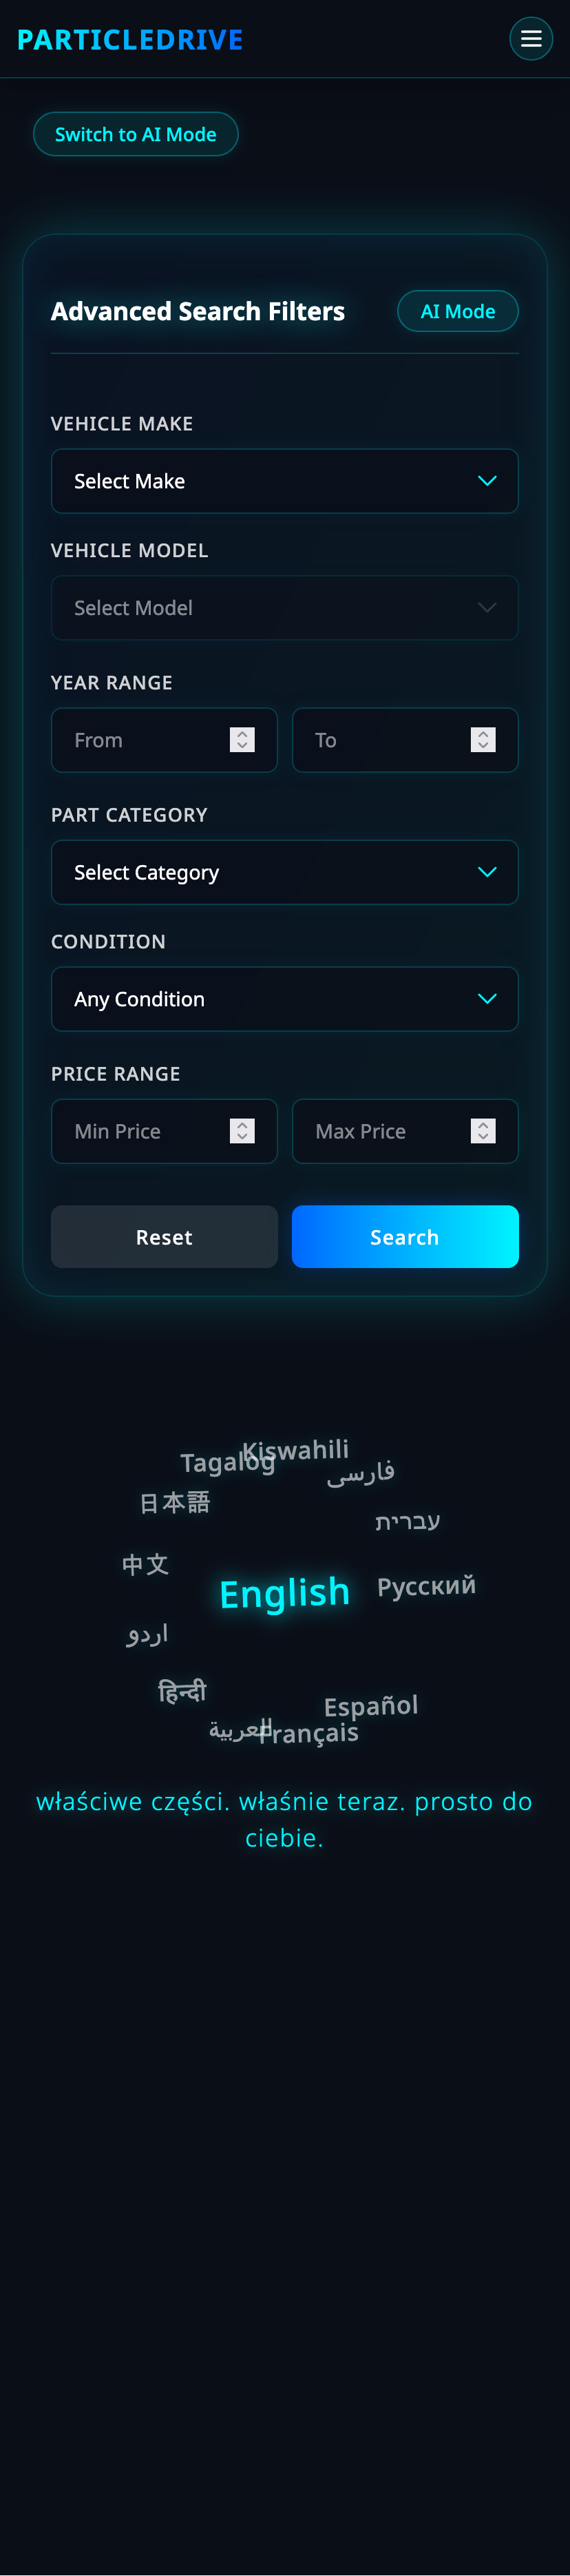 PARTICLEDRIVE
Switch to AI Mode
Advanced Search Filters
AI Mode
VEHICLE MAKE
Select Make
VEHICLE MODEL
Select Model
YEAR RANGE
From
To
PART CATEGORY
Select Category
CONDITION
Any Condition
PRICE RANGE
Min Price
Max Price
Reset
Search
Kiswahili
Tagalog
فارسی
日本語
עברית
中文
English
Русский
اردو
हिन्दी
Español
العربية
Français
właściwe części. właśnie teraz. prosto do
ciebie.